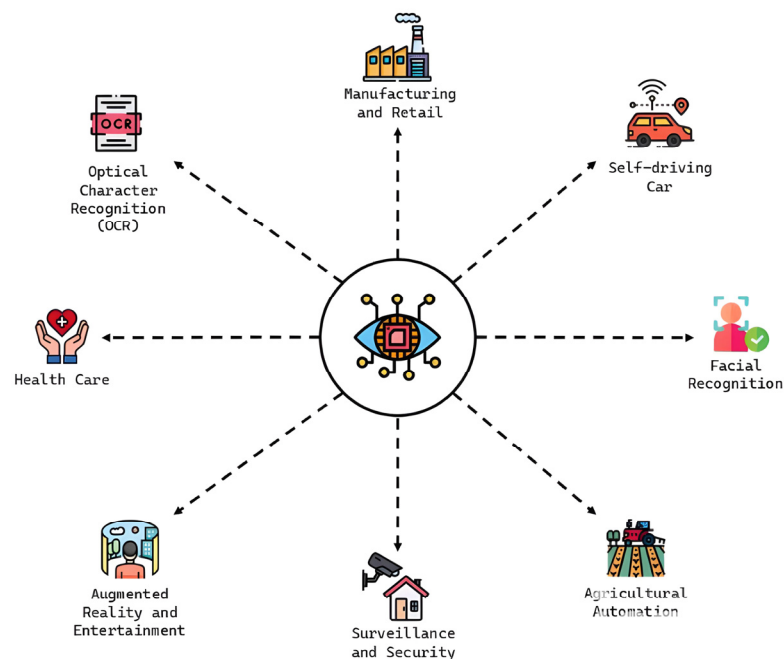 Manufacturing
and Retail
OCR
Optical
Character
Recognition
(OCR)
Self-driving
Car
Health Care
Facial
Recognition
Augmented
Reality and
Entertainment
Surveillance
and Security
Agricultural
Automation